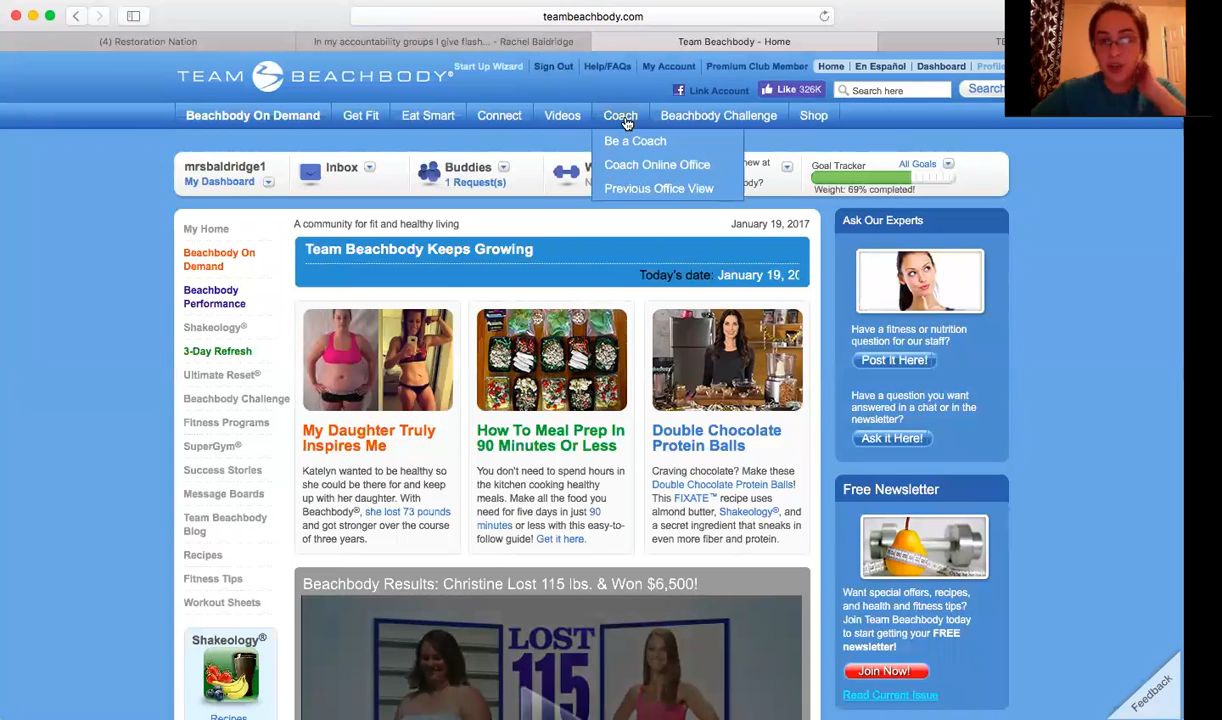 teambeachbody.com
(4) Restoration Nation
In my accountability groups I give flash... - Rachel Baldridge
Team Beachbody - Home
TEAM BEACHBODY®
Start Up Wizard
Sign Out
Help/FAQs
My Account
Premium Club Member
Home
En Español
Dashboard
Profile
Link Account
Like 326K
Search here
Search
Beachbody On Demand
Get Fit
Eat Smart
Connect
Videos
Coach
Beachbody Challenge
Shop
Be a Coach
Coach Online Office
Previous Office View
mrsbaldridge1
My Dashboard
Inbox
Buddies
1 Request(s)
W
N
new at
dy?
Goal Tracker
All Goals
Weight: 69% completed!
My Home
Beachbody On
Demand
Beachbody
Performance
Shakeology®
3-Day Refresh
Ultimate Reset®
Beachbody Challenge
Fitness Programs
SuperGym®
Success Stories
Message Boards
Team Beachbody
Blog
Recipes
Fitness Tips
Workout Sheets
Shakeology®
Recipes
A community for fit and healthy living
January 19, 2017
Team Beachbody Keeps Growing
Today's date: January 19, 20
My Daughter Truly
Inspires Me
Katelyn wanted to be healthy so
she could be there for and keep
up with her daughter. With
Beachbody®, she lost 73 pounds
and got stronger over the course
of three years.
How To Meal Prep In
90 Minutes Or Less
You don't need to spend hours in
the kitchen cooking healthy
meals. Make all the food you
need for five days in just 90
minutes or less with this easy-to-
follow guide! Get it here.
Double Chocolate
Protein Balls
Craving chocolate? Make these
Double Chocolate Protein Balls!
This FIXATE™ recipe uses
almond butter, Shakeology®, and
a secret ingredient that sneaks in
even more fiber and protein.
Beachbody Results: Christine Lost 115 lbs. & Won $6,500!
LOST
115
Ask Our Experts
Have a fitness or nutrition
question for our staff?
Post it Here!
Have a question you want
answered in a chat or in the
newsletter?
Ask it Here!
Free Newsletter
Want special offers, recipes,
and health and fitness tips?
Join Team Beachbody today
to start getting your FREE
newsletter!
Join Now!
Read Current Issue
Feedback